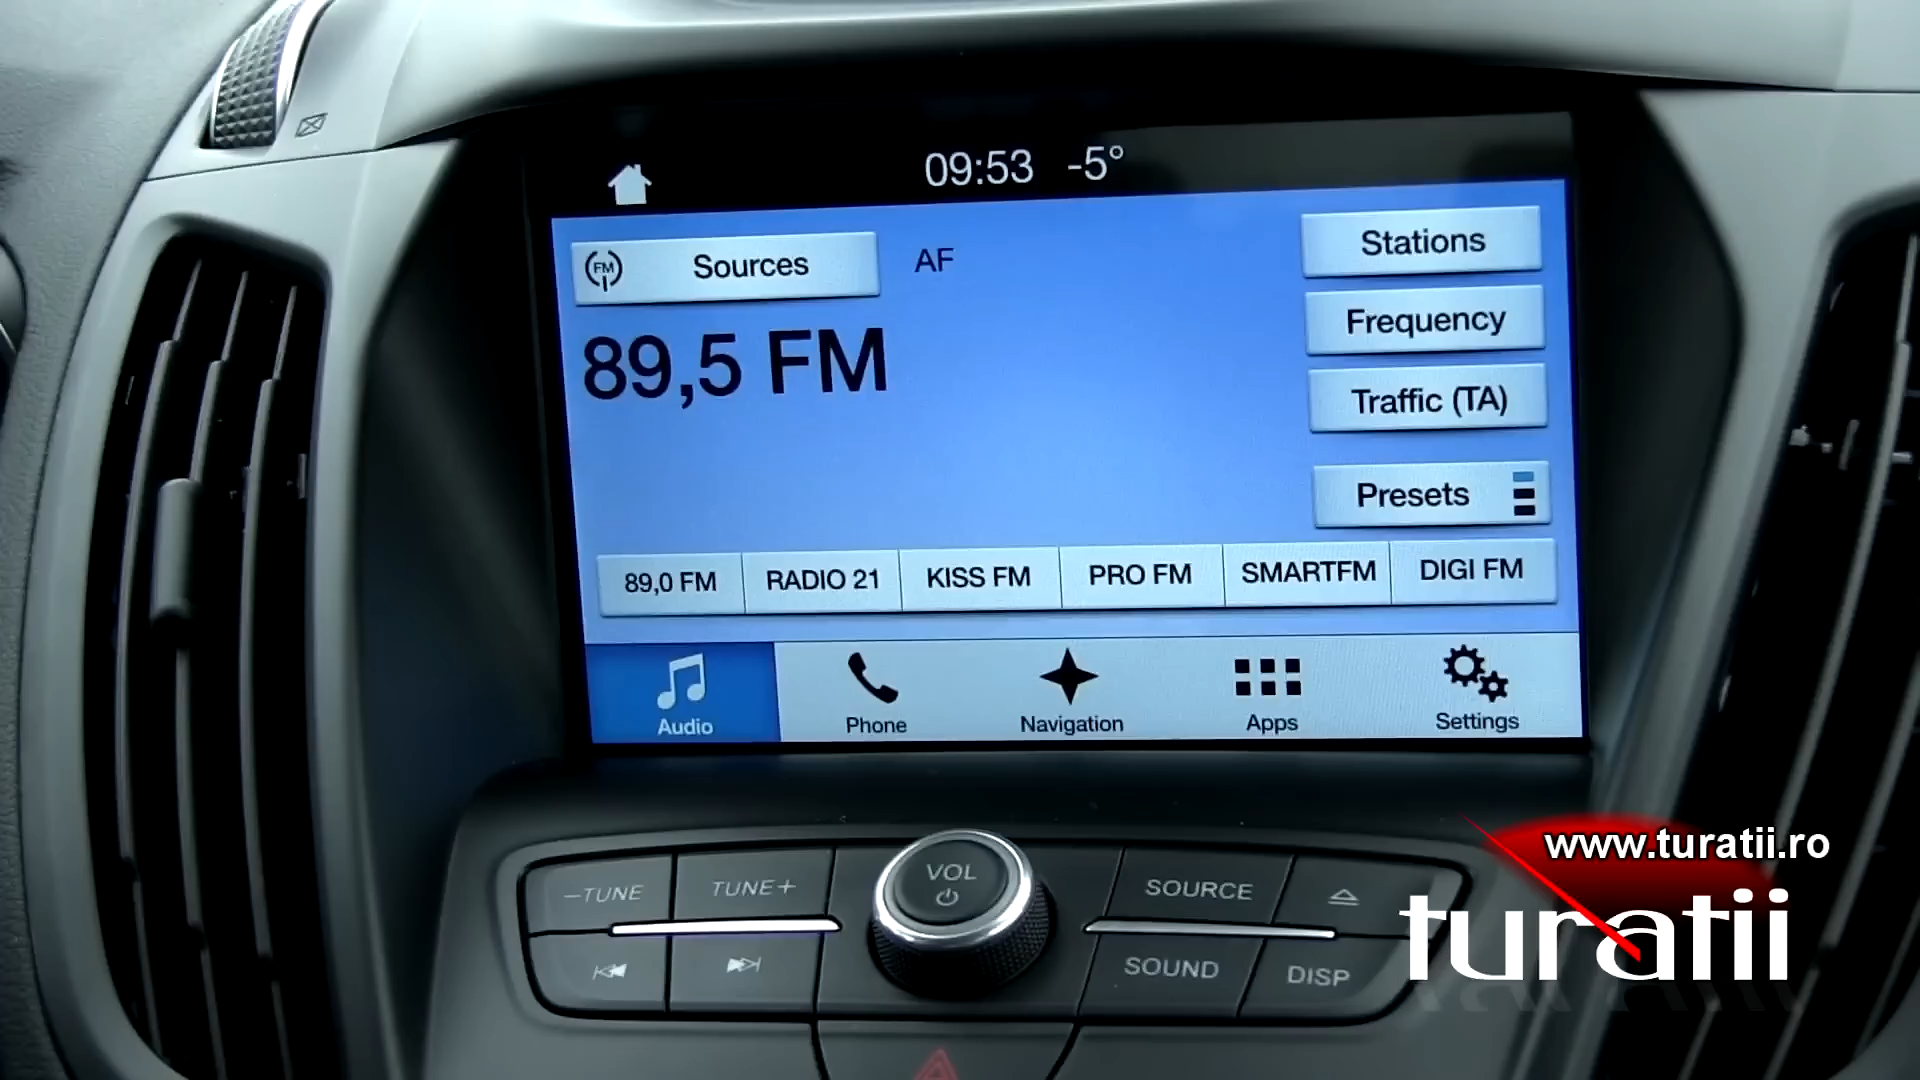 09:53 -5°
FM Sources AF Stations
89,5 FM
Frequency
Traffic (TA)
Presets
89,0 FM RADIO 21 KISS FM PRO FM SMARTFM DIGI FM
Audio Phone Navigation Apps Settings
www.turatii.ro
turatii
–TUNE TUNE+ VOL SOURCE
SOUND DISP